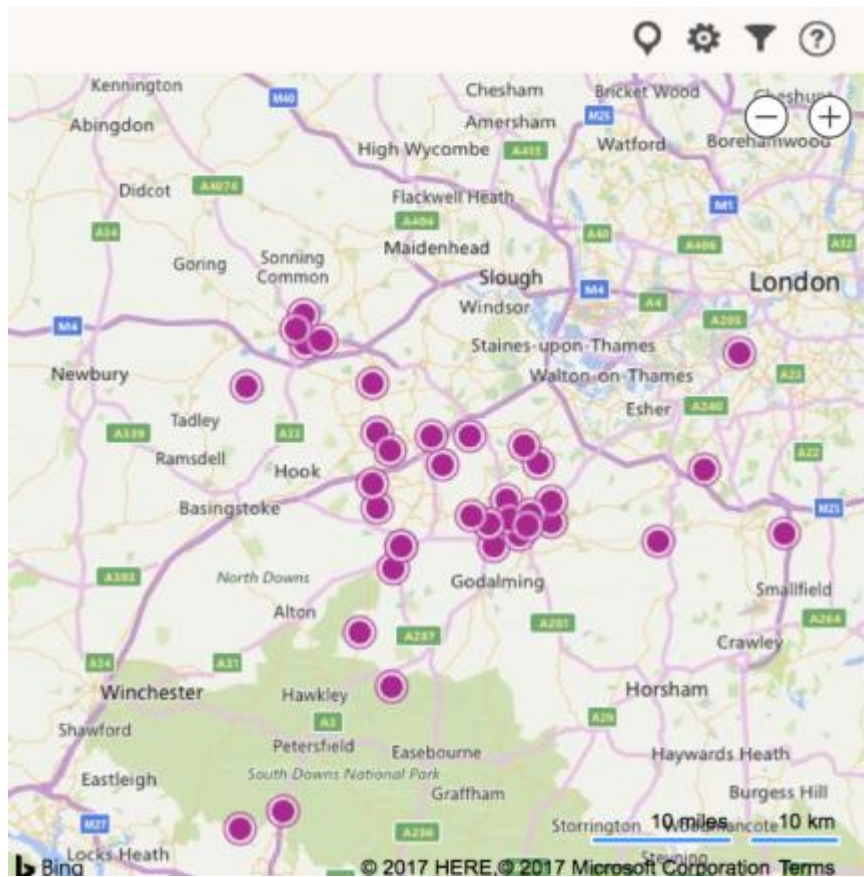 ?
Kennington
M40
Chesham
Bricket Wood
Cheshunt
Abingdon
Amersham
M25
− +
High Wycombe
A413
Watford
Borehamwood
Didcot
A4074
Flackwell Heath
M1
A34
A404
A40
A406
A12
Goring
Sonning
Common
Maidenhead
Slough
London
Windsor
M4
A4
M4
A205
Newbury
Staines-upon-Thames
Walton-on-Thames
A23
Tadley
Esher
A240
A339
A33
A22
Ramsdell
Hook
Basingstoke
M25
A303
North Downs
Godalming
Smallfield
Alton
A287
A281
A264
Crawley
A34
A31
Winchester
Hawkley
Horsham
Shawford
A3
A29
Petersfield
Easebourne
Haywards Heath
Eastleigh
South Downs National Park
Graffham
Burgess Hill
M27
A286
Storrington
10 miles
Woodmancote
10 km
Locks Heath
Steyning
Bing
© 2017 HERE,© 2017 Microsoft Corporation Terms